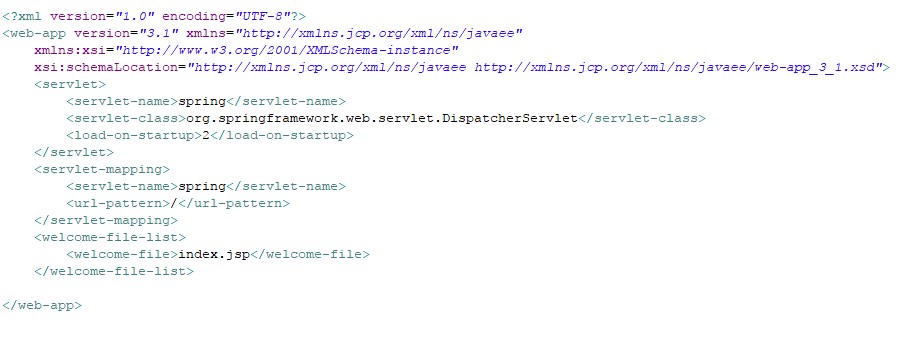 <?xml version="1.0" encoding="UTF-8"?>
<web-app version="3.1" xmlns="http://xmlns.jcp.org/xml/ns/javaee"
    xmlns:xsi="http://www.w3.org/2001/XMLSchema-instance"
    xsi:schemaLocation="http://xmlns.jcp.org/xml/ns/javaee http://xmlns.jcp.org/xml/ns/javaee/web-app_3_1.xsd">
    <servlet>
        <servlet-name>spring</servlet-name>
        <servlet-class>org.springframework.web.servlet.DispatcherServlet</servlet-class>
        <load-on-startup>2</load-on-startup>
    </servlet>
    <servlet-mapping>
        <servlet-name>spring</servlet-name>
        <url-pattern>/</url-pattern>
    </servlet-mapping>
    <welcome-file-list>
        <welcome-file>index.jsp</welcome-file>
    </welcome-file-list>

</web-app>